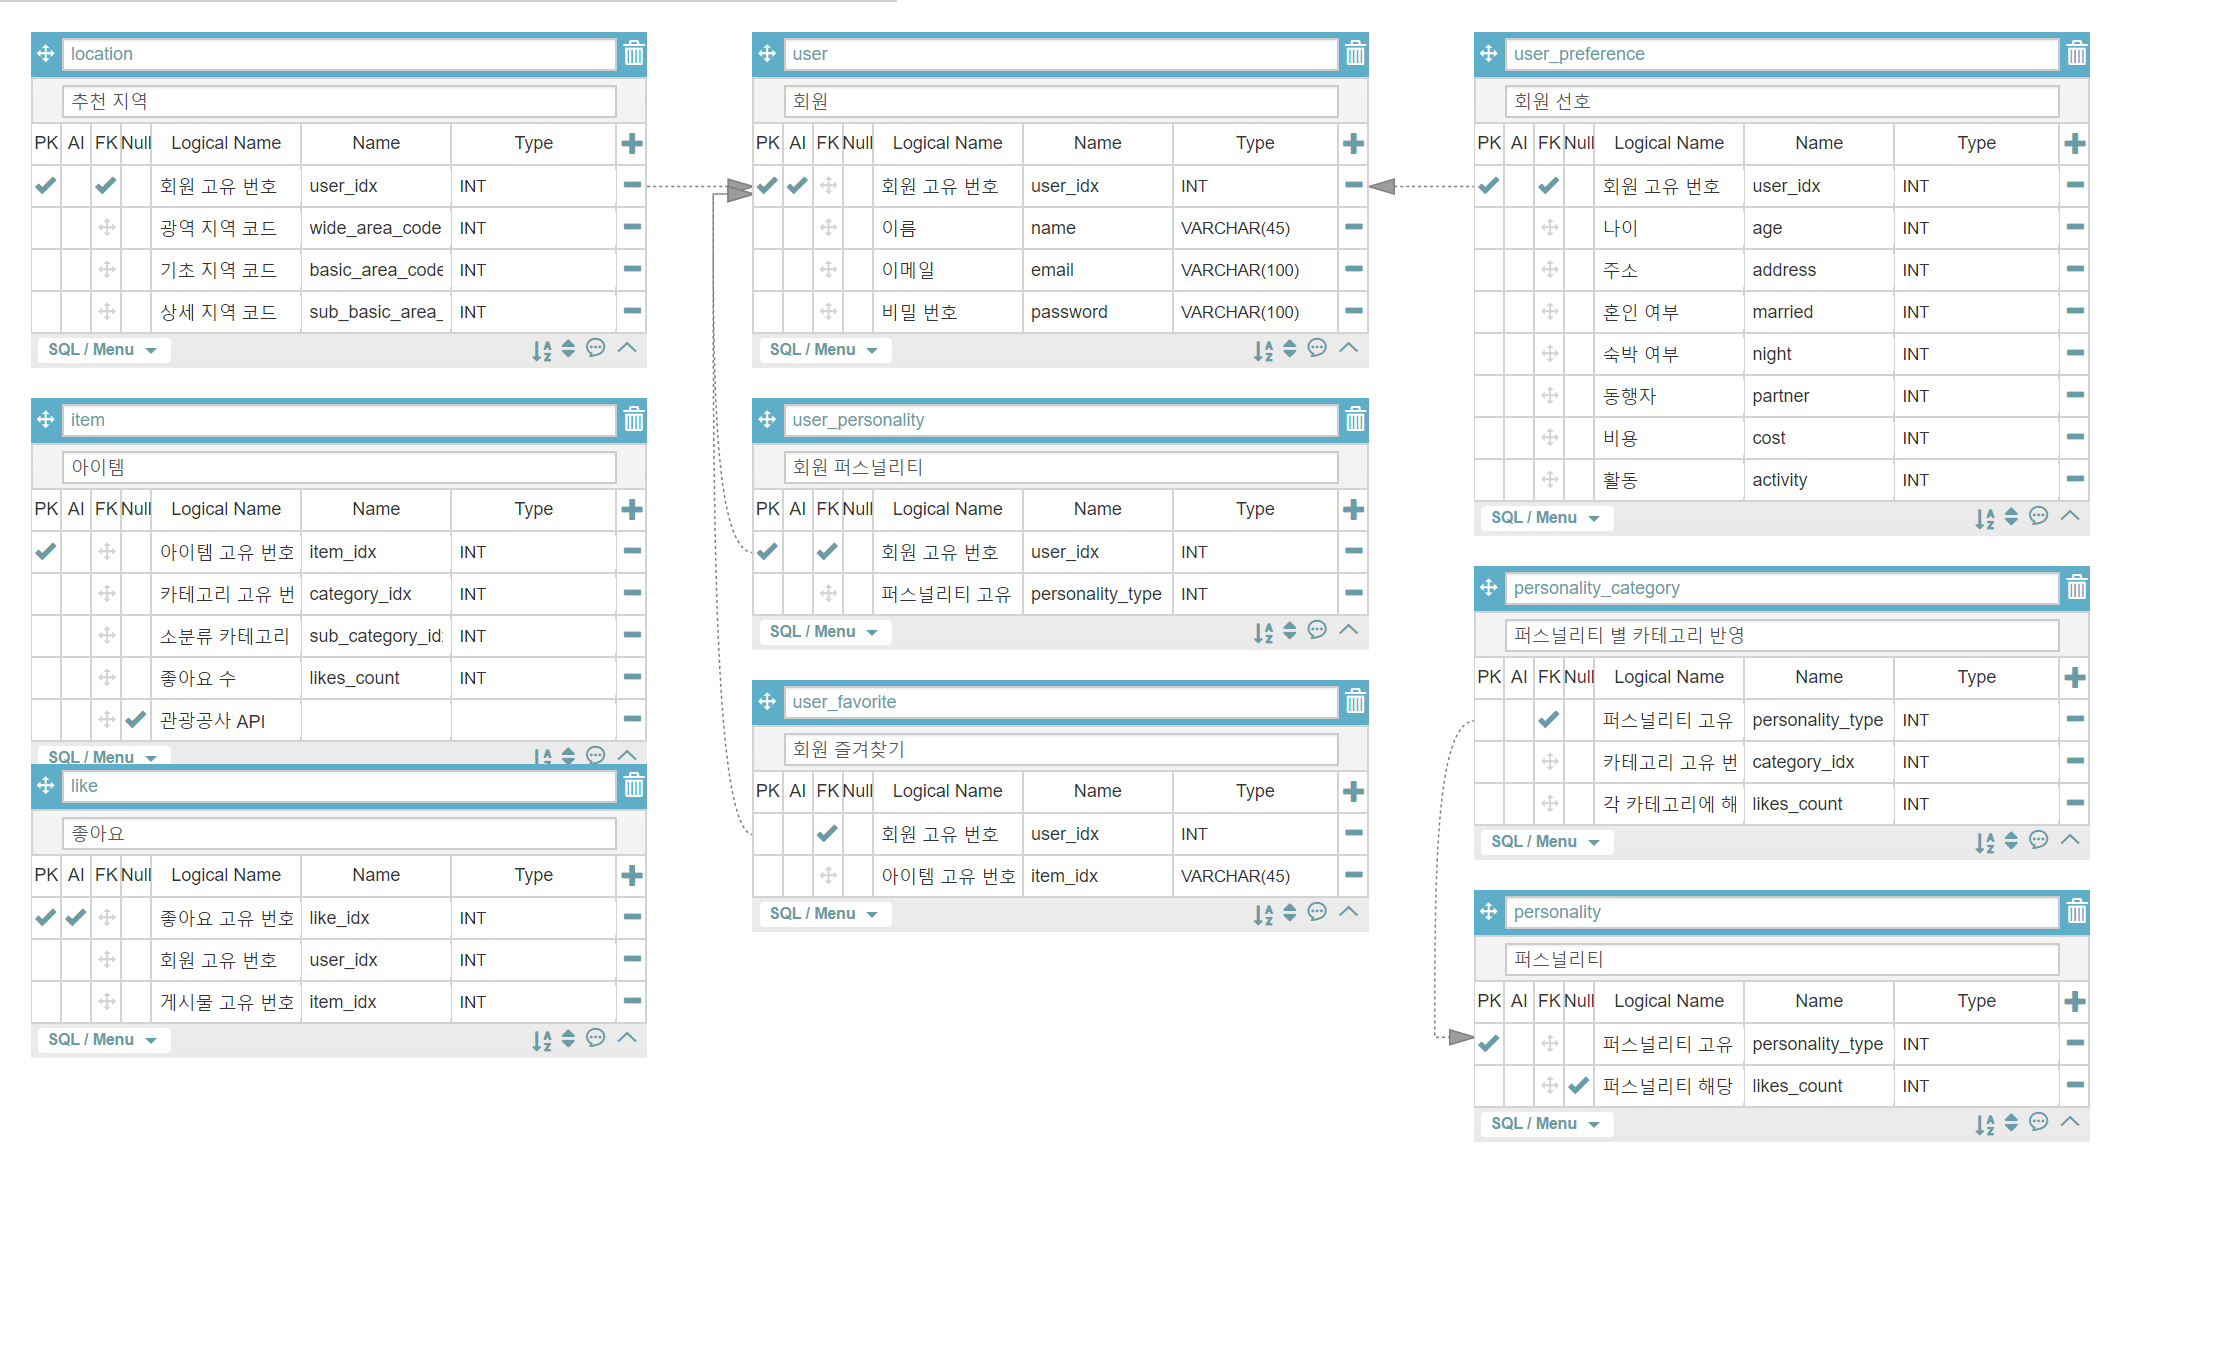 location
추천 지역
PK AI FK Null Logical Name Name Type
회원 고유 번호 user_idx INT
광역 지역 코드 wide_area_code INT
기초 지역 코드 basic_area_code INT
상세 지역 코드 sub_basic_area_ INT
SQL / Menu
item
아이템
PK AI FK Null Logical Name Name Type
아이템 고유 번호 item_idx INT
카테고리 고유 번 category_idx INT
소분류 카테고리 sub_category_id INT
좋아요 수 likes_count INT
관광공사 API
SQL / Menu
like
좋아요
PK AI FK Null Logical Name Name Type
좋아요 고유 번호 like_idx INT
회원 고유 번호 user_idx INT
게시물 고유 번호 item_idx INT
SQL / Menu
user
회원
PK AI FK Null Logical Name Name Type
회원 고유 번호 user_idx INT
이름 name VARCHAR(45)
이메일 email VARCHAR(100)
비밀 번호 password VARCHAR(100)
SQL / Menu
user_personality
회원 퍼스널리티
PK AI FK Null Logical Name Name Type
회원 고유 번호 user_idx INT
퍼스널리티 고유 personality_type INT
SQL / Menu
user_favorite
회원 즐겨찾기
PK AI FK Null Logical Name Name Type
회원 고유 번호 user_idx INT
아이템 고유 번호 item_idx VARCHAR(45)
SQL / Menu
user_preference
회원 선호
PK AI FK Null Logical Name Name Type
회원 고유 번호 user_idx INT
나이 age INT
주소 address INT
혼인 여부 married INT
숙박 여부 night INT
동행자 partner INT
비용 cost INT
활동 activity INT
SQL / Menu
personality_category
퍼스널리티 별 카테고리 반영
PK AI FK Null Logical Name Name Type
퍼스널리티 고유 personality_type INT
카테고리 고유 번 category_idx INT
각 카테고리에 해 likes_count INT
SQL / Menu
personality
퍼스널리티
PK AI FK Null Logical Name Name Type
퍼스널리티 고유 personality_type INT
퍼스널리티 해당 likes_count INT
SQL / Menu